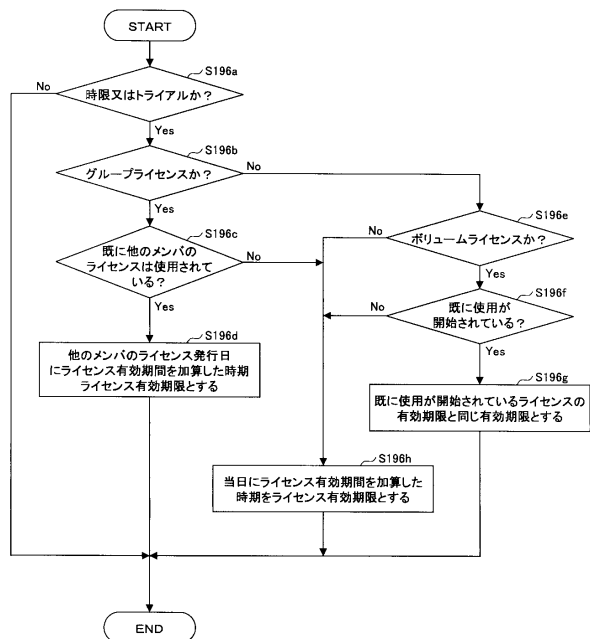 START
S196a
No
時限又はトライアルか？
Yes
S196b
グループライセンスか？
No
Yes
S196c
既に他のメンバの
ライセンスは使用されて
いる？
No
Yes
S196d
他のメンバのライセンス発行日
にライセンス有効期間を加算した時期
ライセンス有効期限とする
S196e
No
ボリュームライセンスか？
Yes
S196f
No
既に使用が
開始されている？
Yes
S196g
既に使用が開始されているライセンスの
有効期限と同じ有効期限とする
S196h
当日にライセンス有効期間を加算した
時期をライセンス有効期限とする
END